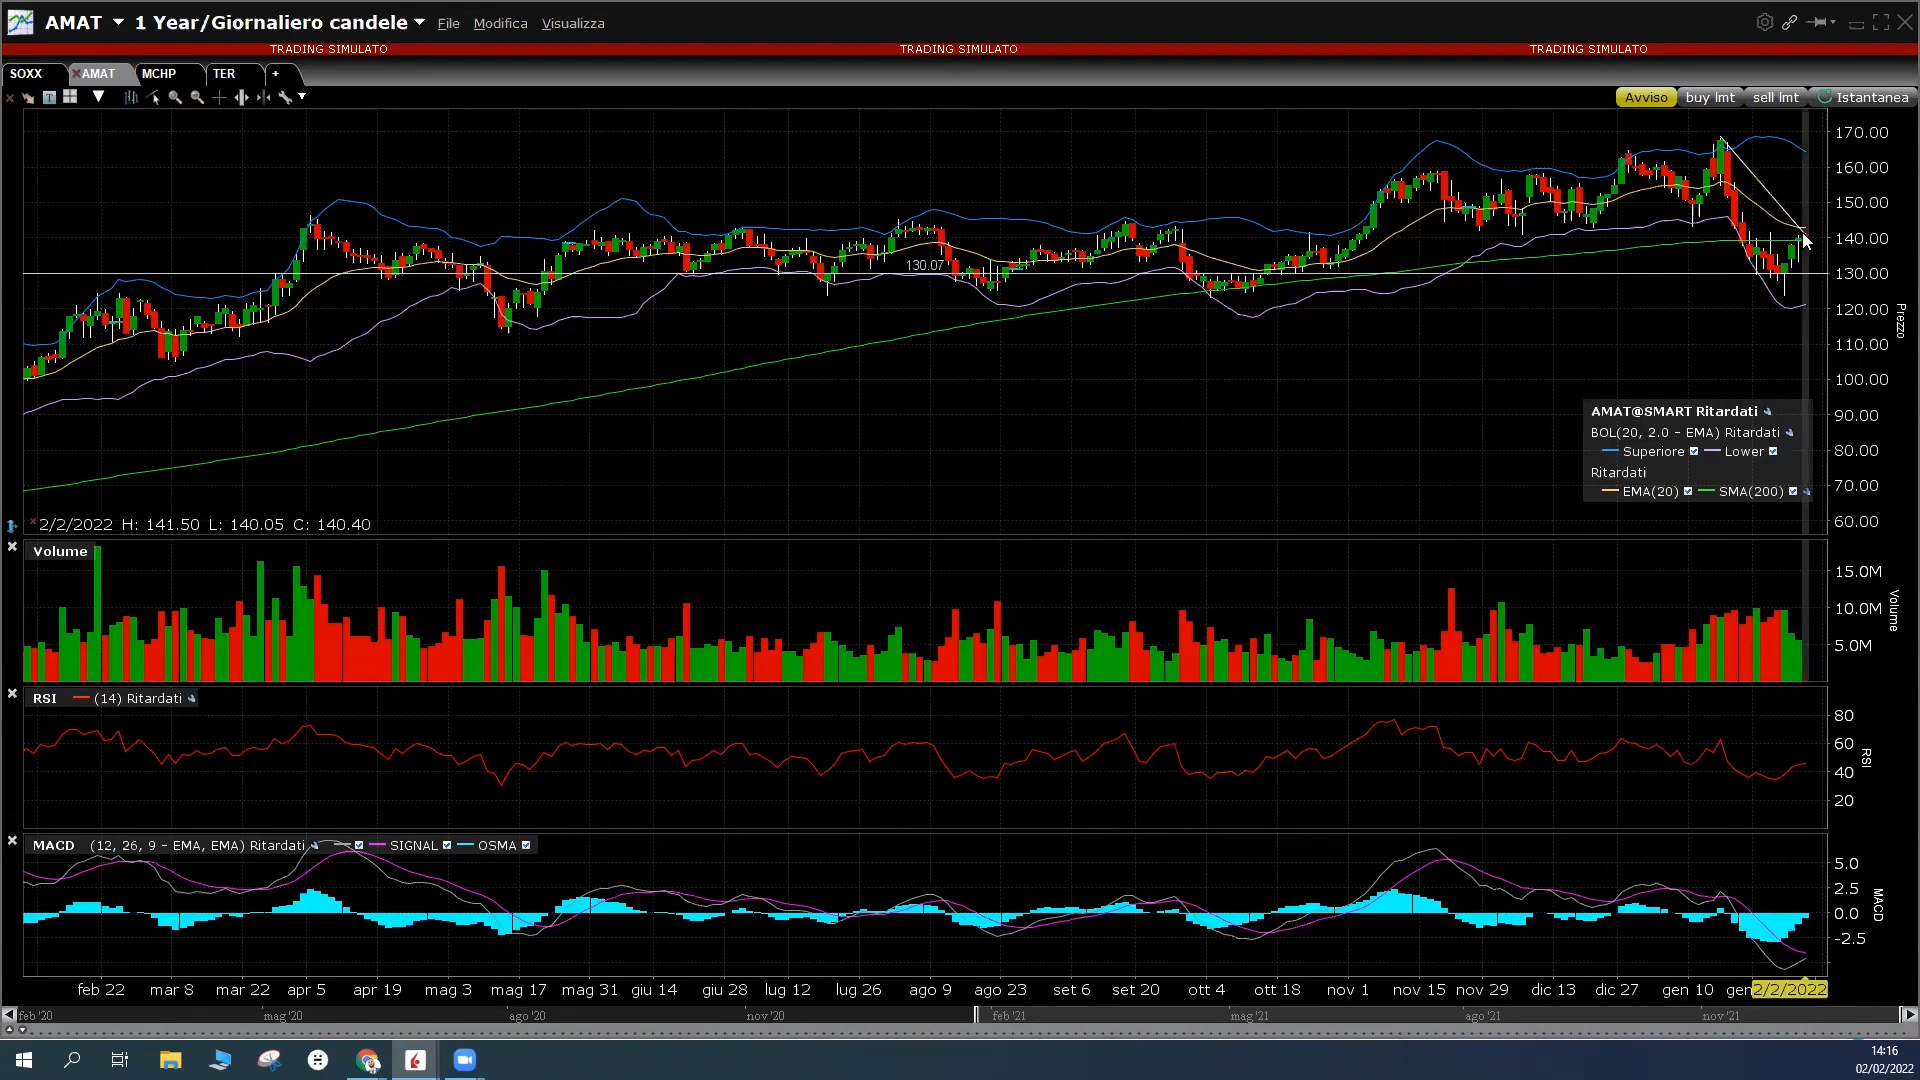 AMAT 1 Year/Giornaliero candele File Modifica Visualizza
TRADING SIMULATO TRADING SIMULATO TRADING SIMULATO
SOXX AMAT MCHP TER +
Avviso buy lmt sell lmt Istantanea
170.00
160.00
150.00
140.00
130.00
120.00
110.00
100.00
90.00
80.00
70.00
60.00
Prezzo
130.07
AMAT@SMART Ritardati
BOL(20, 2.0 - EMA) Ritardati
Superiore Lower
Ritardati
EMA(20) SMA(200)
2/2/2022 H: 141.50 L: 140.05 C: 140.40
Volume
15.0M
10.0M
5.0M
Volume
RSI (14) Ritardati
80
60
40
20
RSI
MACD (12, 26, 9 - EMA, EMA) Ritardati SIGNAL OSMA
5.0
2.5
0.0
-2.5
MACD
feb 22 mar 8 mar 22 apr 5 apr 19 mag 3 mag 17 mag 31 giu 14 giu 28 lug 12 lug 26 ago 9 ago 23 set 6 set 20 ott 4 ott 18 nov 1 nov 15 nov 29 dic 13 dic 27 gen 10 gen 2/2/2022
feb '20 mag '20 ago '20 nov '20 feb '21 mag '21 ago '21 nov '21
14:16
02/02/2022